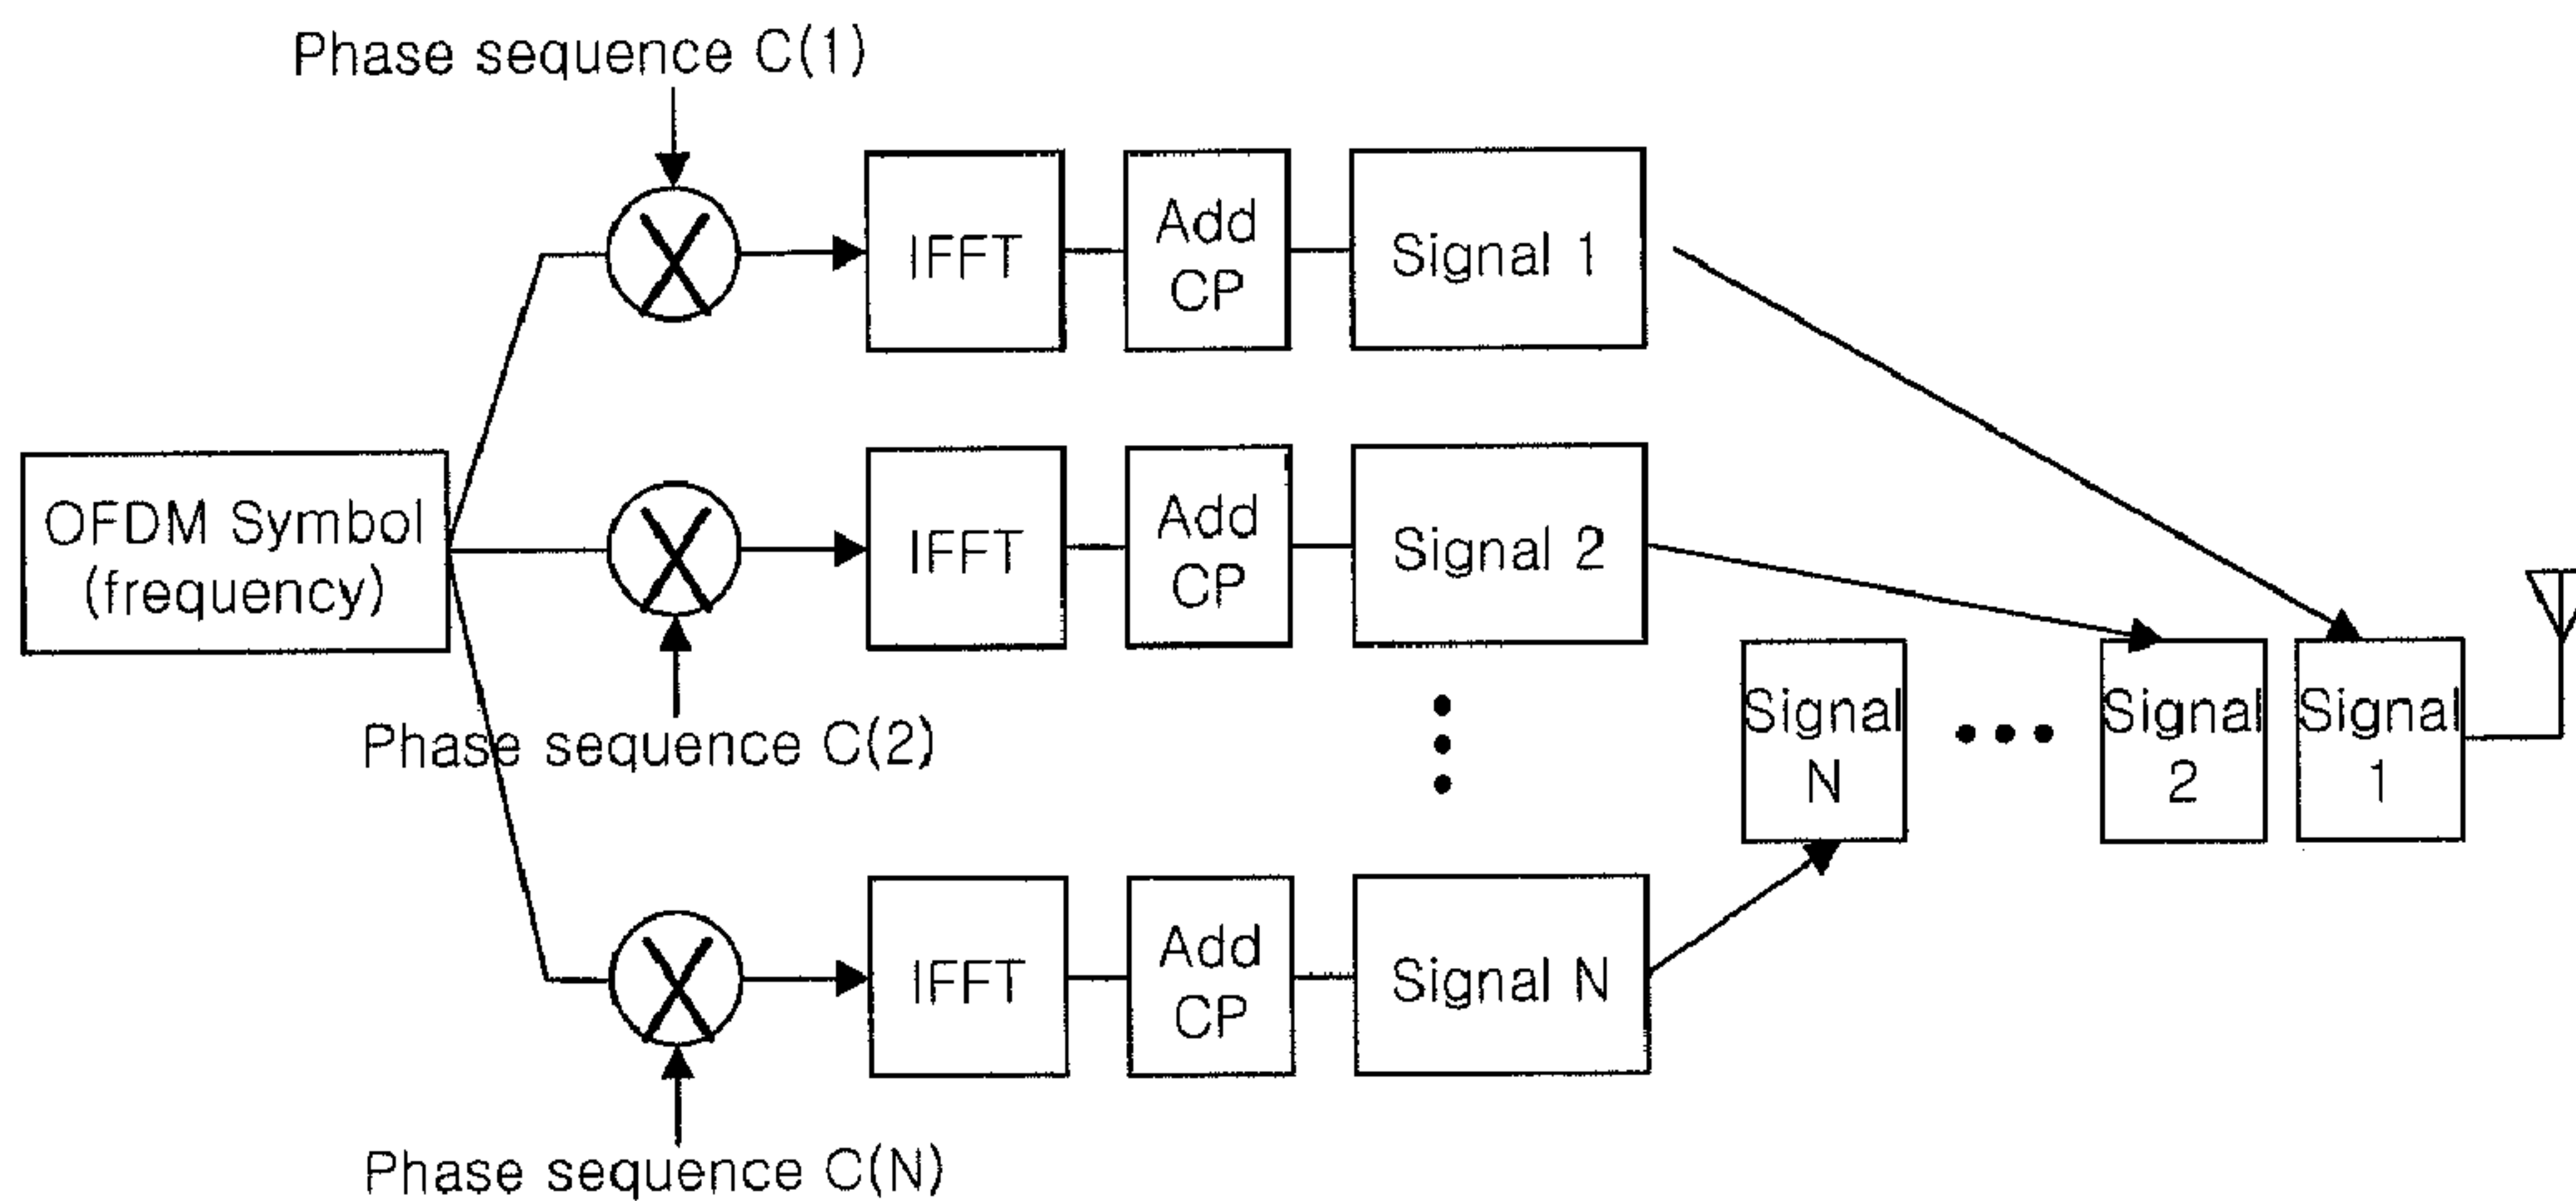 Phase sequence C(1)
IFFT
Add
CP
Signal 1
OFDM Symbol
(frequency)
IFFT
Add
CP
Signal 2
Phase sequence C(2)
Signal
N
Signal
2
Signal
1
IFFT
Add
CP
Signal N
Phase sequence C(N)